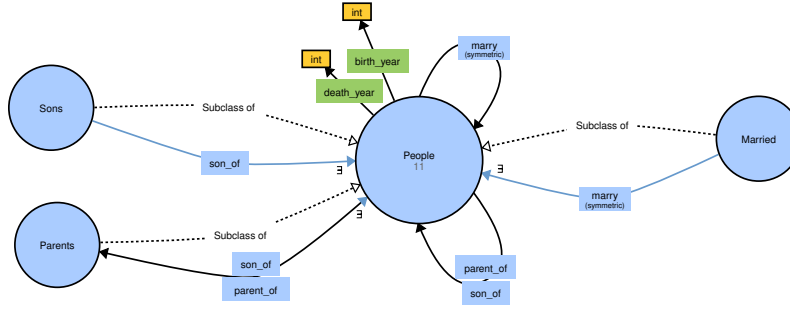 int
int
birth_year
death_year
marry
(symmetric)
Sons
Subclass of
Subclass of
Married
People
11
son_of
∃
∃
marry
(symmetric)
Parents
Subclass of
∃
son_of
parent_of
parent_of
son_of